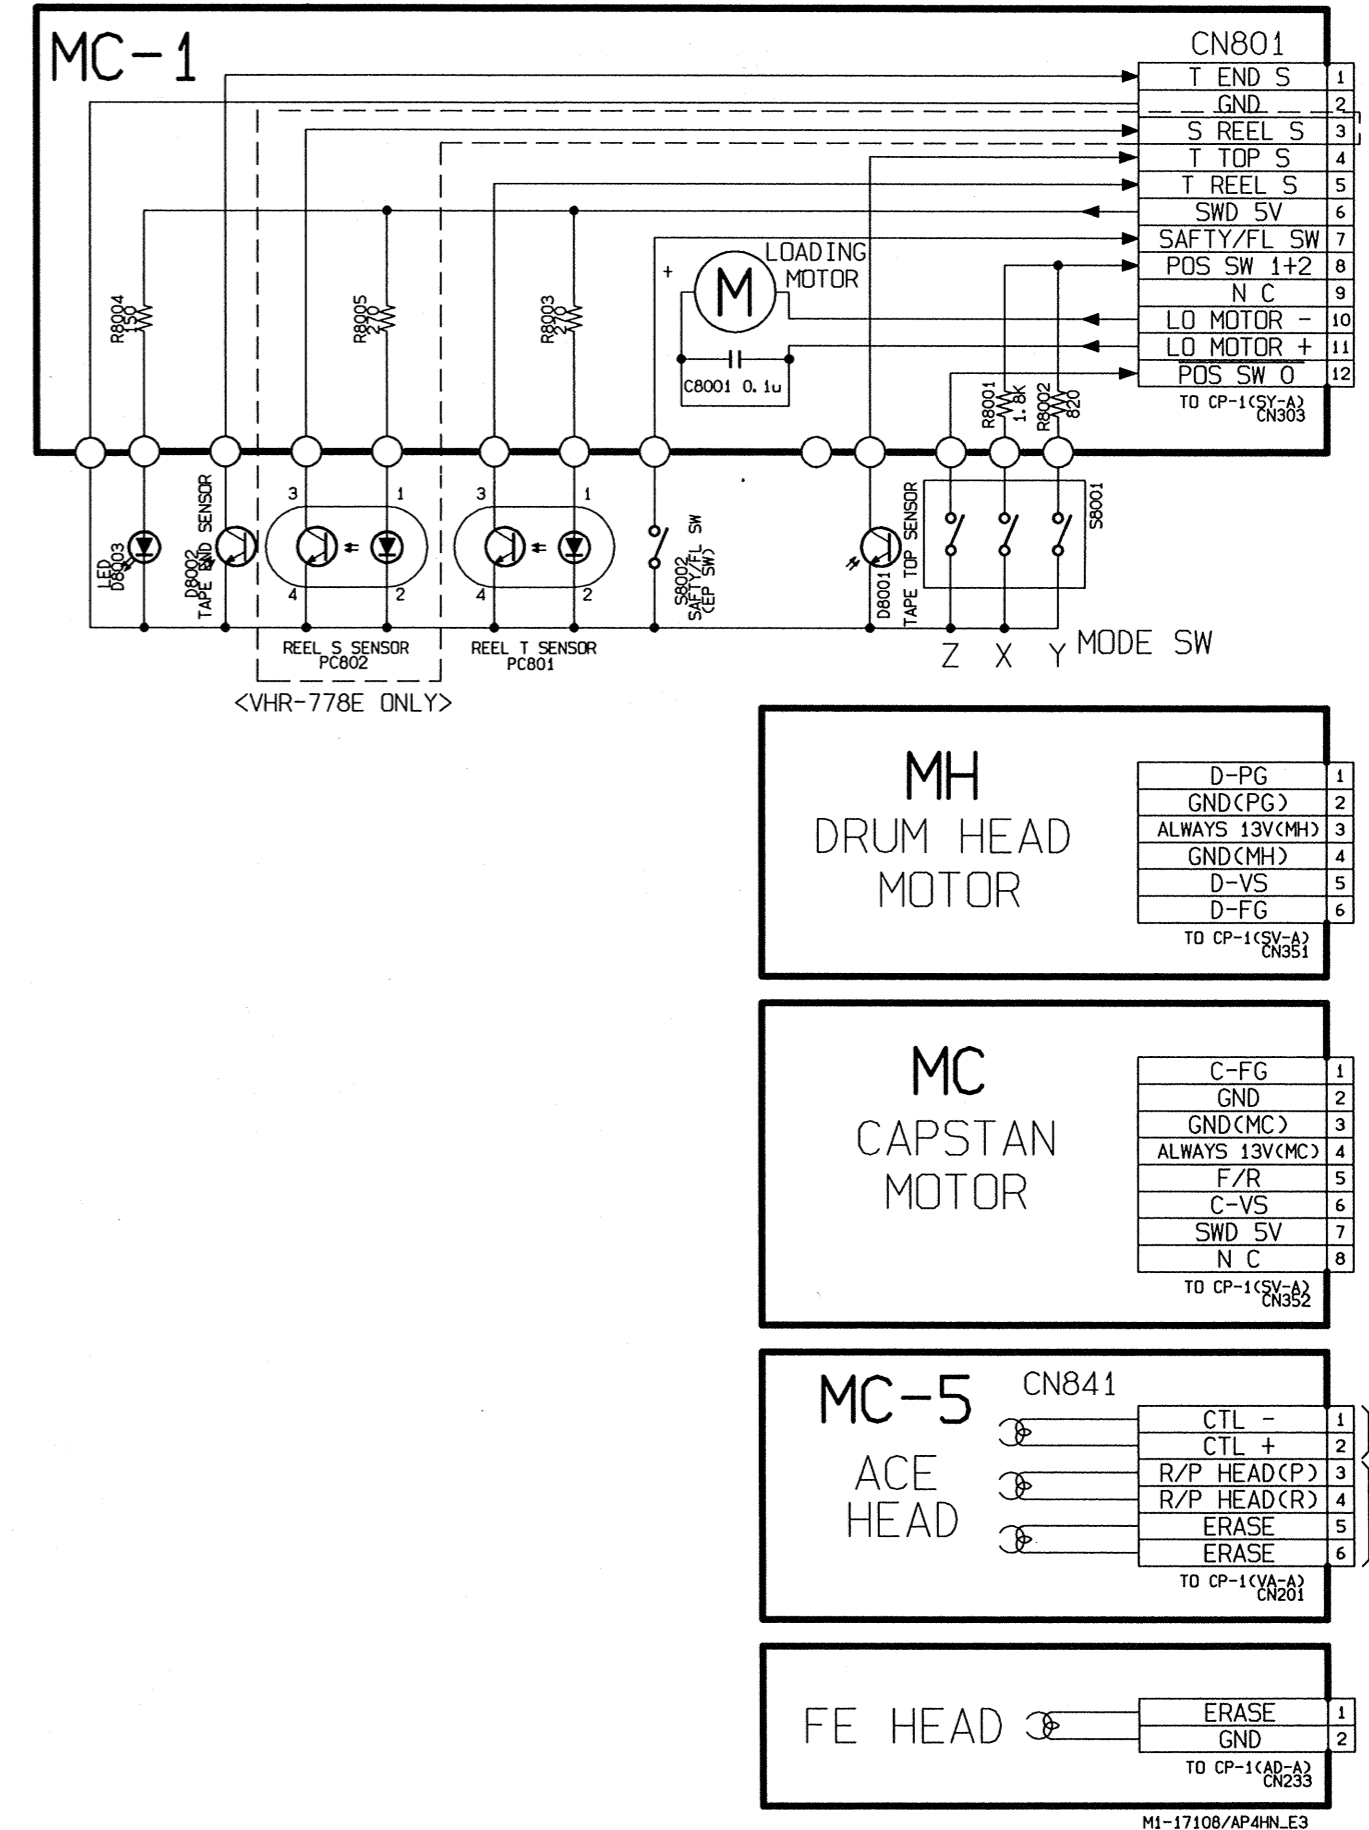 MC-1
CN801
T END S 1
GND 2
S REEL S 3
T TOP S 4
T REEL S 5
SWD 5V 6
SAFTY/FL SW 7
POS SW 1+2 8
N C 9
LO MOTOR - 10
LO MOTOR + 11
POS SW 0 12
TO CP-1(SY-A)
CN303
LOADING
MOTOR
+
M
C8001 0.1u
R8004
150
R8005
270
R8003
270
R8001
1.8K
R8002
820
LED
D8003
D8002
TAPE END SENSOR
3 1
4 2
REEL S SENSOR
PC802
3 1
4 2
REEL T SENSOR
PC801
S8002
SAFTY/FL SW
(EP SW)
D8001
TAPE TOP SENSOR
S8001
Z X Y MODE SW
<VHR-778E ONLY>
MH
DRUM HEAD
MOTOR
D-PG 1
GND(PG) 2
ALWAYS 13V(MH) 3
GND(MH) 4
D-VS 5
D-FG 6
TO CP-1(SV-A)
CN351
MC
CAPSTAN
MOTOR
C-FG 1
GND 2
GND(MC) 3
ALWAYS 13V(MC) 4
F/R 5
C-VS 6
SWD 5V 7
N C 8
TO CP-1(SV-A)
CN352
MC-5
CN841
ACE
HEAD
CTL - 1
CTL + 2
R/P HEAD(P) 3
R/P HEAD(R) 4
ERASE 5
ERASE 6
TO CP-1(VA-A)
CN201
FE HEAD
ERASE 1
GND 2
TO CP-1(AD-A)
CN233
M1-17108/AP4HN_E3